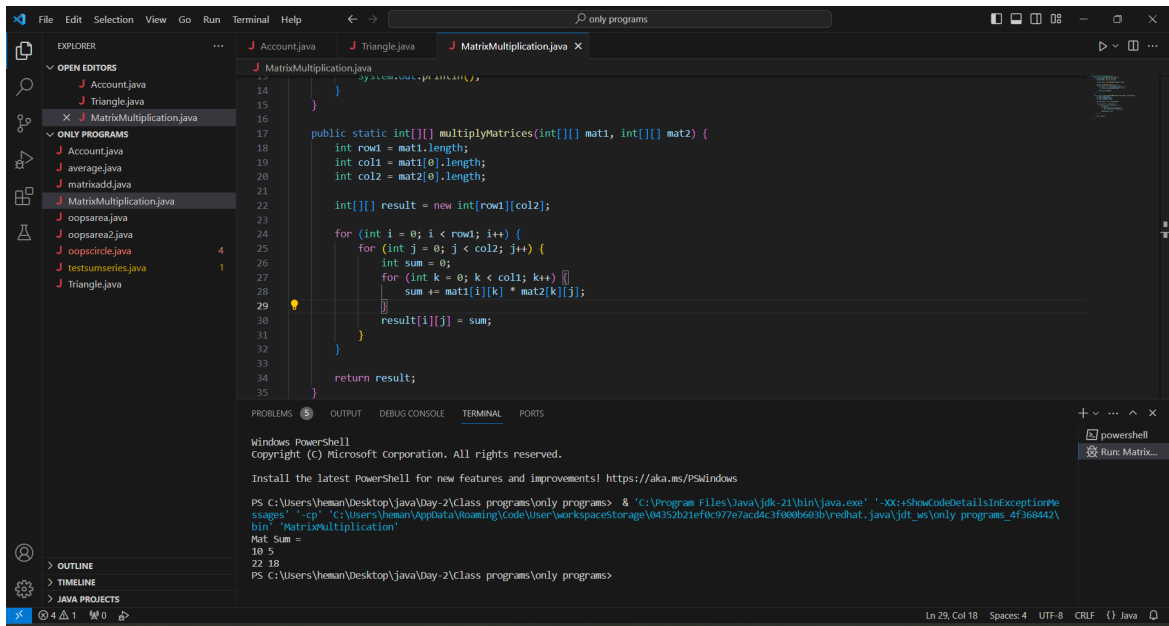 File Edit Selection View Go Run Terminal Help
only programs
EXPLORER
OPEN EDITORS
J Account.java
J Triangle.java
J MatrixMultiplication.java
ONLY PROGRAMS
J Account.java
J average.java
J matrixadd.java
J MatrixMultiplication.java
J oopsarea.java
J oopsarea2.java
J oopscircle.java 4
J testsumseries.java 1
J Triangle.java
OUTLINE
TIMELINE
JAVA PROJECTS
J Account.java J Triangle.java J MatrixMultiplication.java
J MatrixMultiplication.java
13 System.out.println();
14 }
15 }
16
17 public static int[][] multiplyMatrices(int[][] mat1, int[][] mat2) {
18 int row1 = mat1.length;
19 int col1 = mat1[0].length;
20 int col2 = mat2[0].length;
21
22 int[][] result = new int[row1][col2];
23
24 for (int i = 0; i < row1; i++) {
25 for (int j = 0; j < col2; j++) {
26 int sum = 0;
27 for (int k = 0; k < col1; k++) {
28 sum += mat1[i][k] * mat2[k][j];
29 }
30 result[i][j] = sum;
31 }
32 }
33
34 return result;
35 }
PROBLEMS 5 OUTPUT DEBUG CONSOLE TERMINAL PORTS
Windows PowerShell
Copyright (C) Microsoft Corporation. All rights reserved.
Install the latest PowerShell for new features and improvements! https://aka.ms/PSWindows
PS C:\Users\heman\Desktop\java\Day-2\Class programs\only programs> & 'C:\Program Files\Java\jdk-21\bin\java.exe' '-XX:+ShowCodeDetailsInExceptionMe
ssages' '-cp' 'C:\Users\heman\AppData\Roaming\Code\User\workspaceStorage\04352b21ef0c977e7acd4c3f000b603b\redhat.java\jdt_ws\only programs_4f368442\
bin' 'MatrixMultiplication'
Mat Sum =
10 5
22 18
PS C:\Users\heman\Desktop\java\Day-2\Class programs\only programs>
powershell
Run: Matrix...
4 1 0
Ln 29, Col 18 Spaces: 4 UTF-8 CRLF {} Java